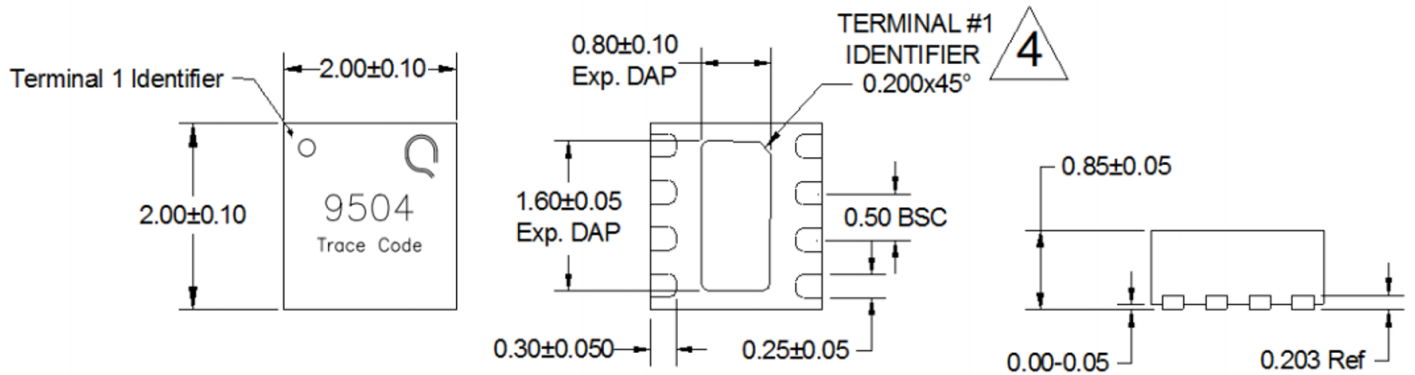 Terminal 1 Identifier
2.00±0.10
2.00±0.10
9504
Trace Code
0.80±0.10
Exp. DAP
TERMINAL #1
IDENTIFIER
0.200x45°
4
1.60±0.05
Exp. DAP
0.50 BSC
0.30±0.050
0.25±0.05
0.85±0.05
0.00-0.05
0.203 Ref